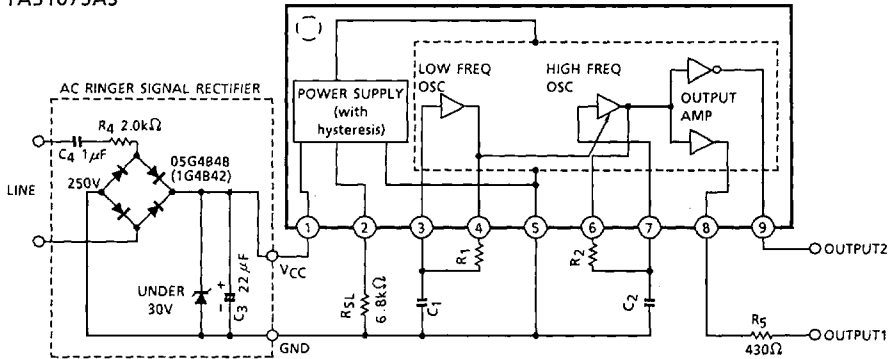 TA31075AS
AC RINGER SIGNAL RECTIFIER
R4 2.0kΩ
C4 1μF
05G4B48
(1G4B42)
250V
LINE
UNDER
30V
- +
C3 22μF
VCC
GND
POWER SUPPLY
(with
hysteresis)
LOW FREQ
OSC
HIGH FREQ
OSC
OUTPUT
AMP
1
2
3
4
5
6
7
8
9
RSL
6.8kΩ
R1
C1
R2
C2
R5
430Ω
OUTPUT2
OUTPUT1